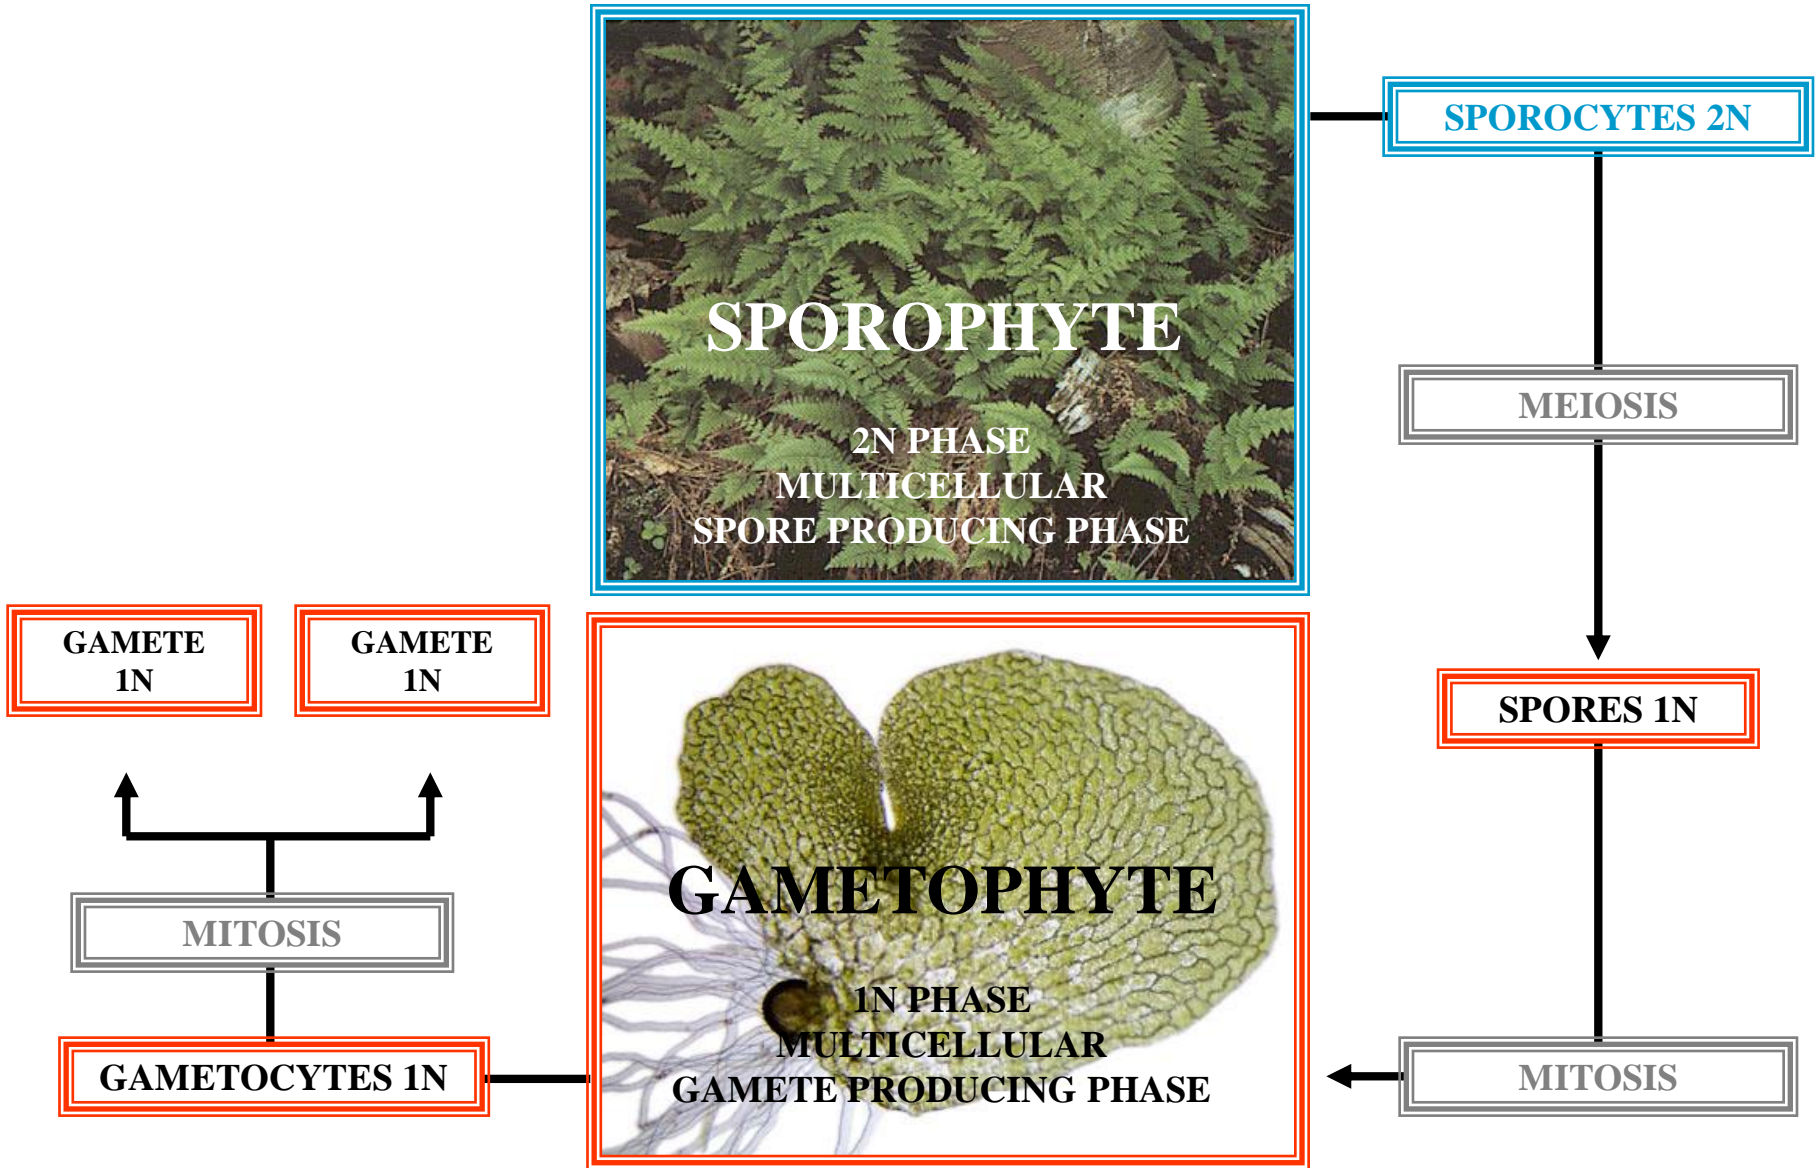 SPOROCYTES 2N
SPOROPHYTE
MEIOSIS
2N PHASE
MULTICELLULAR
SPORE PRODUCING PHASE
GAMETE
1N
GAMETE
1N
SPORES 1N
GAMETOPHYTE
MITOSIS
1N PHASE
MULTICELLULAR
GAMETE PRODUCING PHASE
GAMETOCYTES 1N
MITOSIS